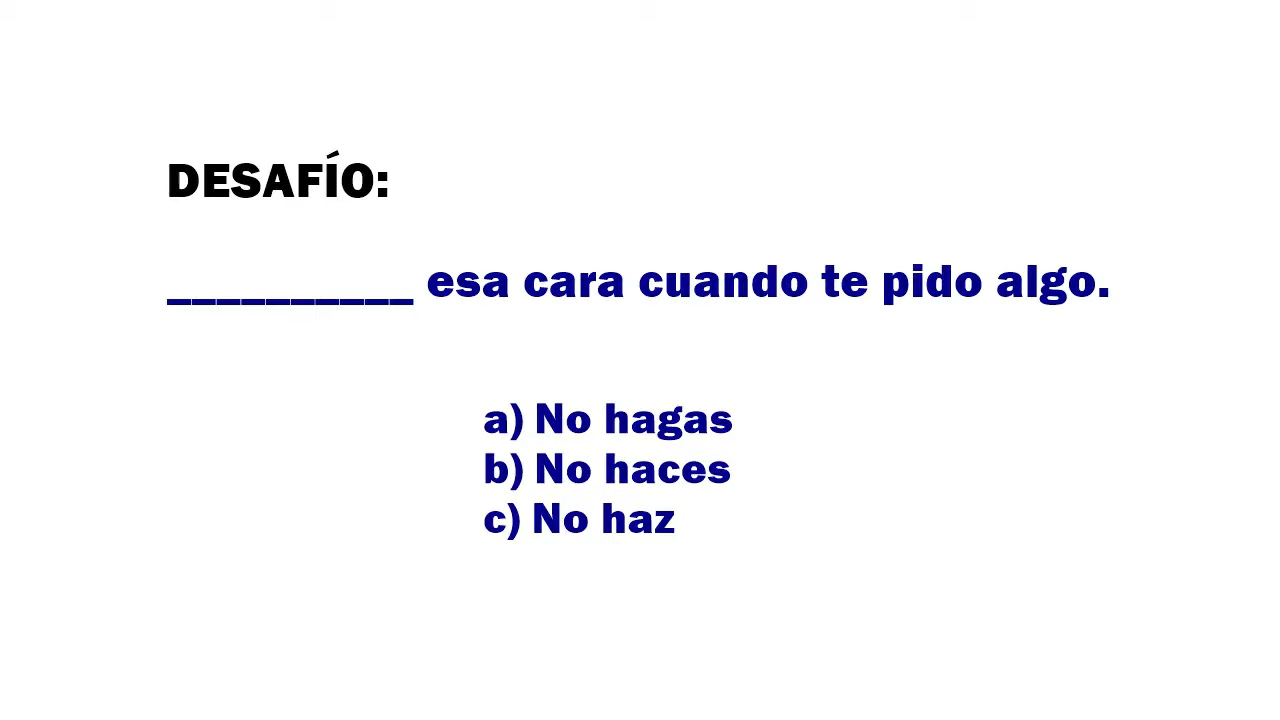 DESAFÍO:
__________ esa cara cuando te pido algo.
a) No hagas
b) No haces
c) No haz